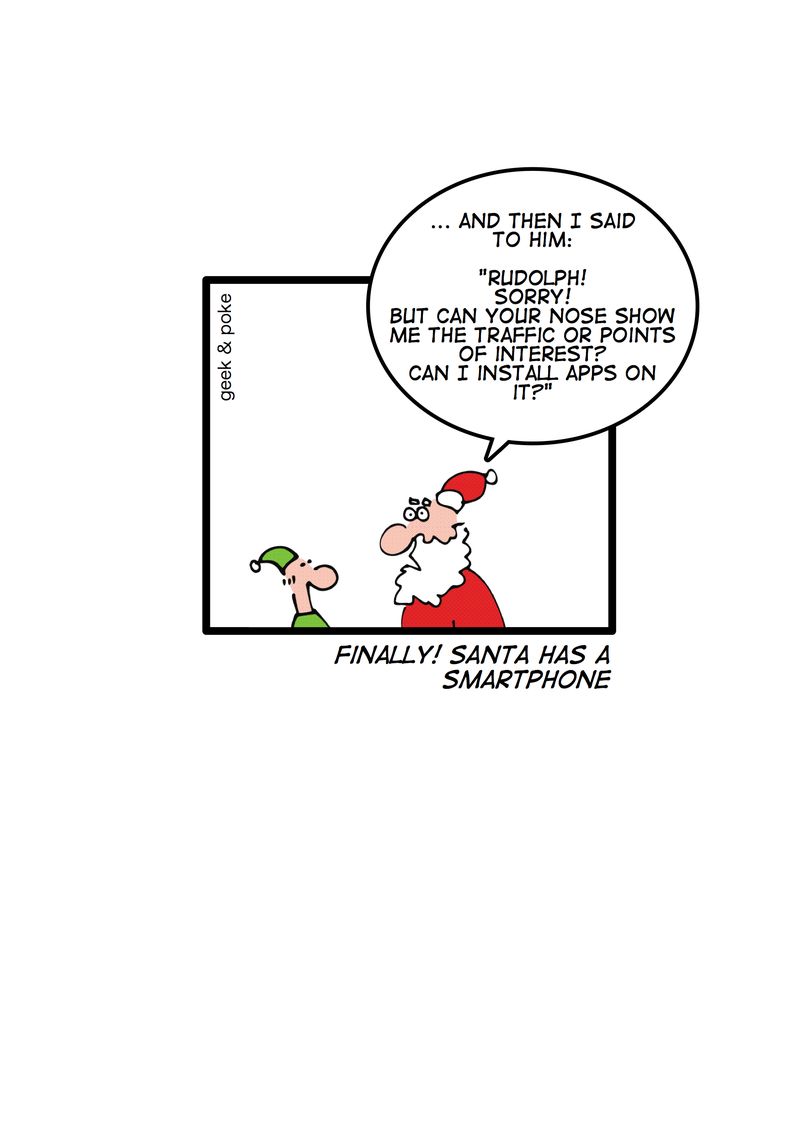 ... AND THEN I SAID
TO HIM:
"RUDOLPH!
SORRY!
BUT CAN YOUR NOSE SHOW
ME THE TRAFFIC OR POINTS
OF INTEREST?
CAN I INSTALL APPS ON
IT?"
geek & poke
FINALLY! SANTA HAS A
SMARTPHONE